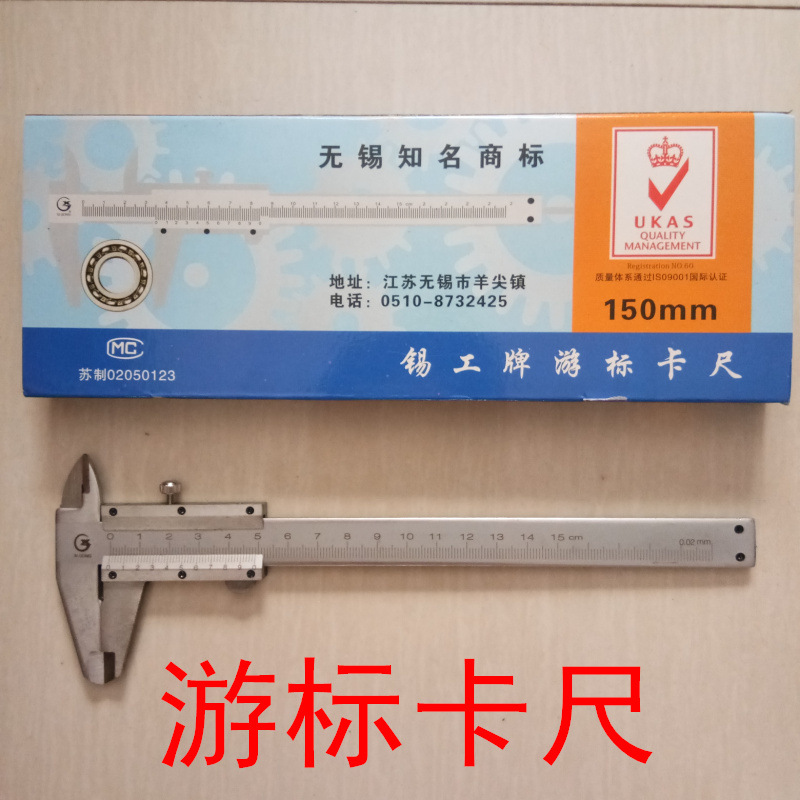 无锡知名商标
UKAS
QUALITY
MANAGEMENT
Registration NO.60
质量体系通过ISO9001国际认证
150mm
地址：江苏无锡市羊尖镇
电话：0510-8732425
MC
苏制02050123
锡工牌游标卡尺
0 1 2 3 4 5 6 7 8 9 10 11 12 13 14 15 cm
0.02 mm
游标卡尺